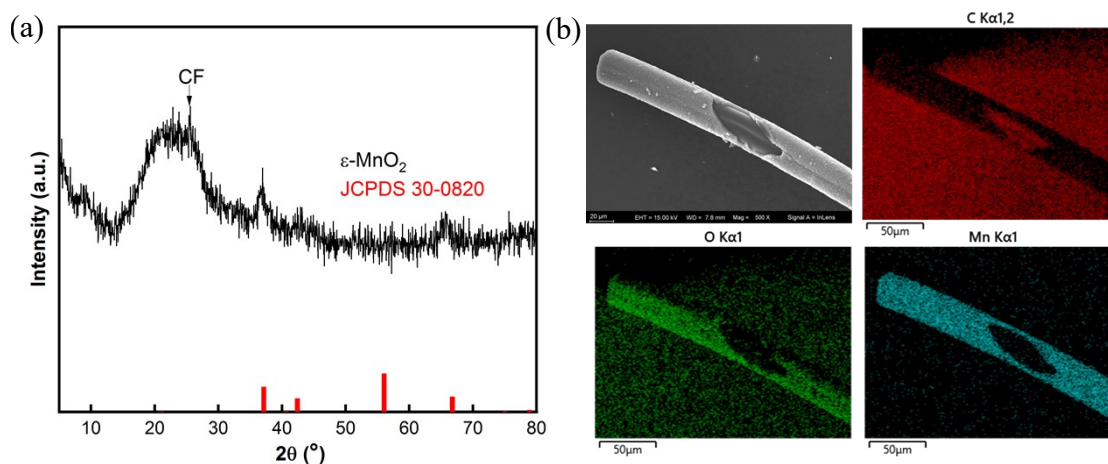 (a)
Intensity (a.u.)
CF
ε-MnO2
JCPDS 30-0820
10 20 30 40 50 60 70 80
2θ (°)
(b)
20 µm
EHT = 15.00 kV WD = 7.8 mm Mag = 500 X Signal A = InLens
C Kα1,2
50µm
O Kα1
50µm
Mn Kα1
50µm